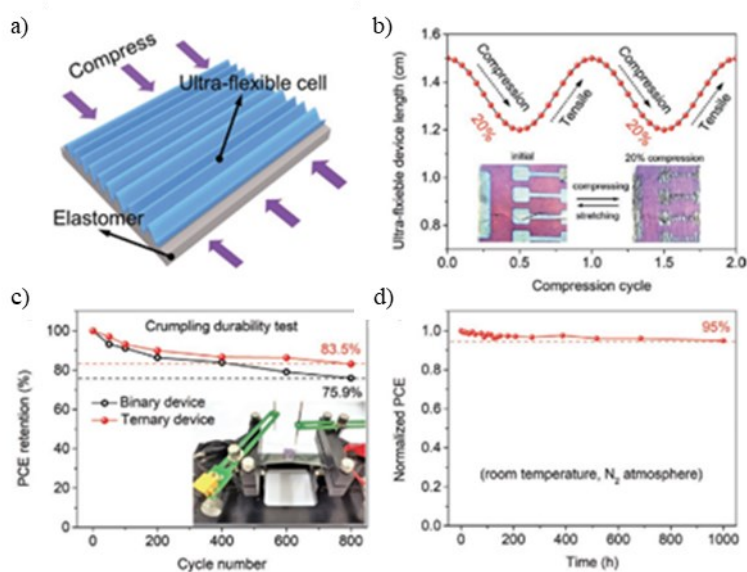 a)
Compress
Ultra-flexible cell
Elastomer
b)
Ultra-flxieble device length (cm)
1.6
1.4
1.2
1.0
0.8
Compression
Tensile
Compression
Tensile
20%
20%
initial
20% compression
compressing
stretching
0.0 0.5 1.0 1.5 2.0
Compression cycle
c)
PCE retention (%)
100
80
60
40
20
0
Crumpling durability test
83.5%
75.9%
Binary device
Ternary device
0 200 400 600 800
Cycle number
d)
Normalized PCE
1.0
0.8
0.6
0.4
0.2
0.0
95%
(room temperature, N₂ atmosphere)
0 200 400 600 800 1000
Time (h)